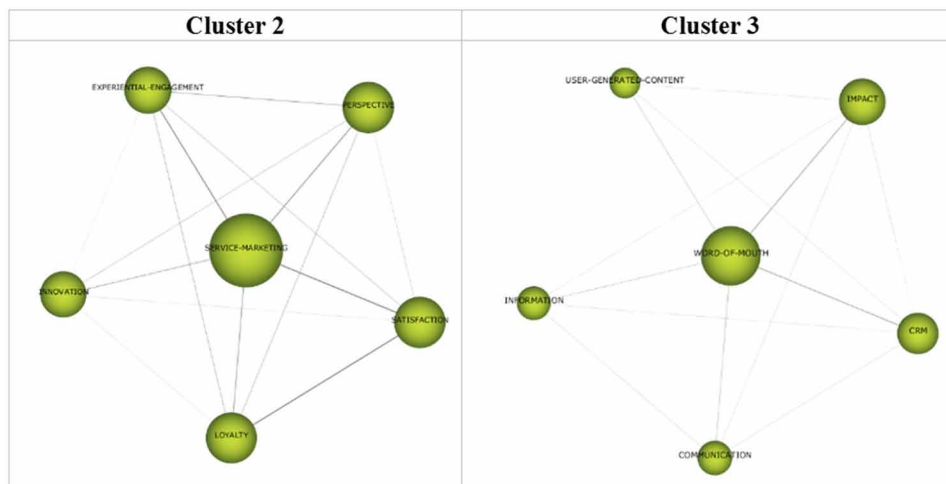 Cluster 2
EXPERIENTIAL-ENGAGEMENT
PERSPECTIVE
SERVICE-MARKETING
INNOVATION
SATISFACTION
LOYALTY
Cluster 3
USER-GENERATED-CONTENT
IMPACT
WORD-OF-MOUTH
INFORMATION
CRM
COMMUNICATION